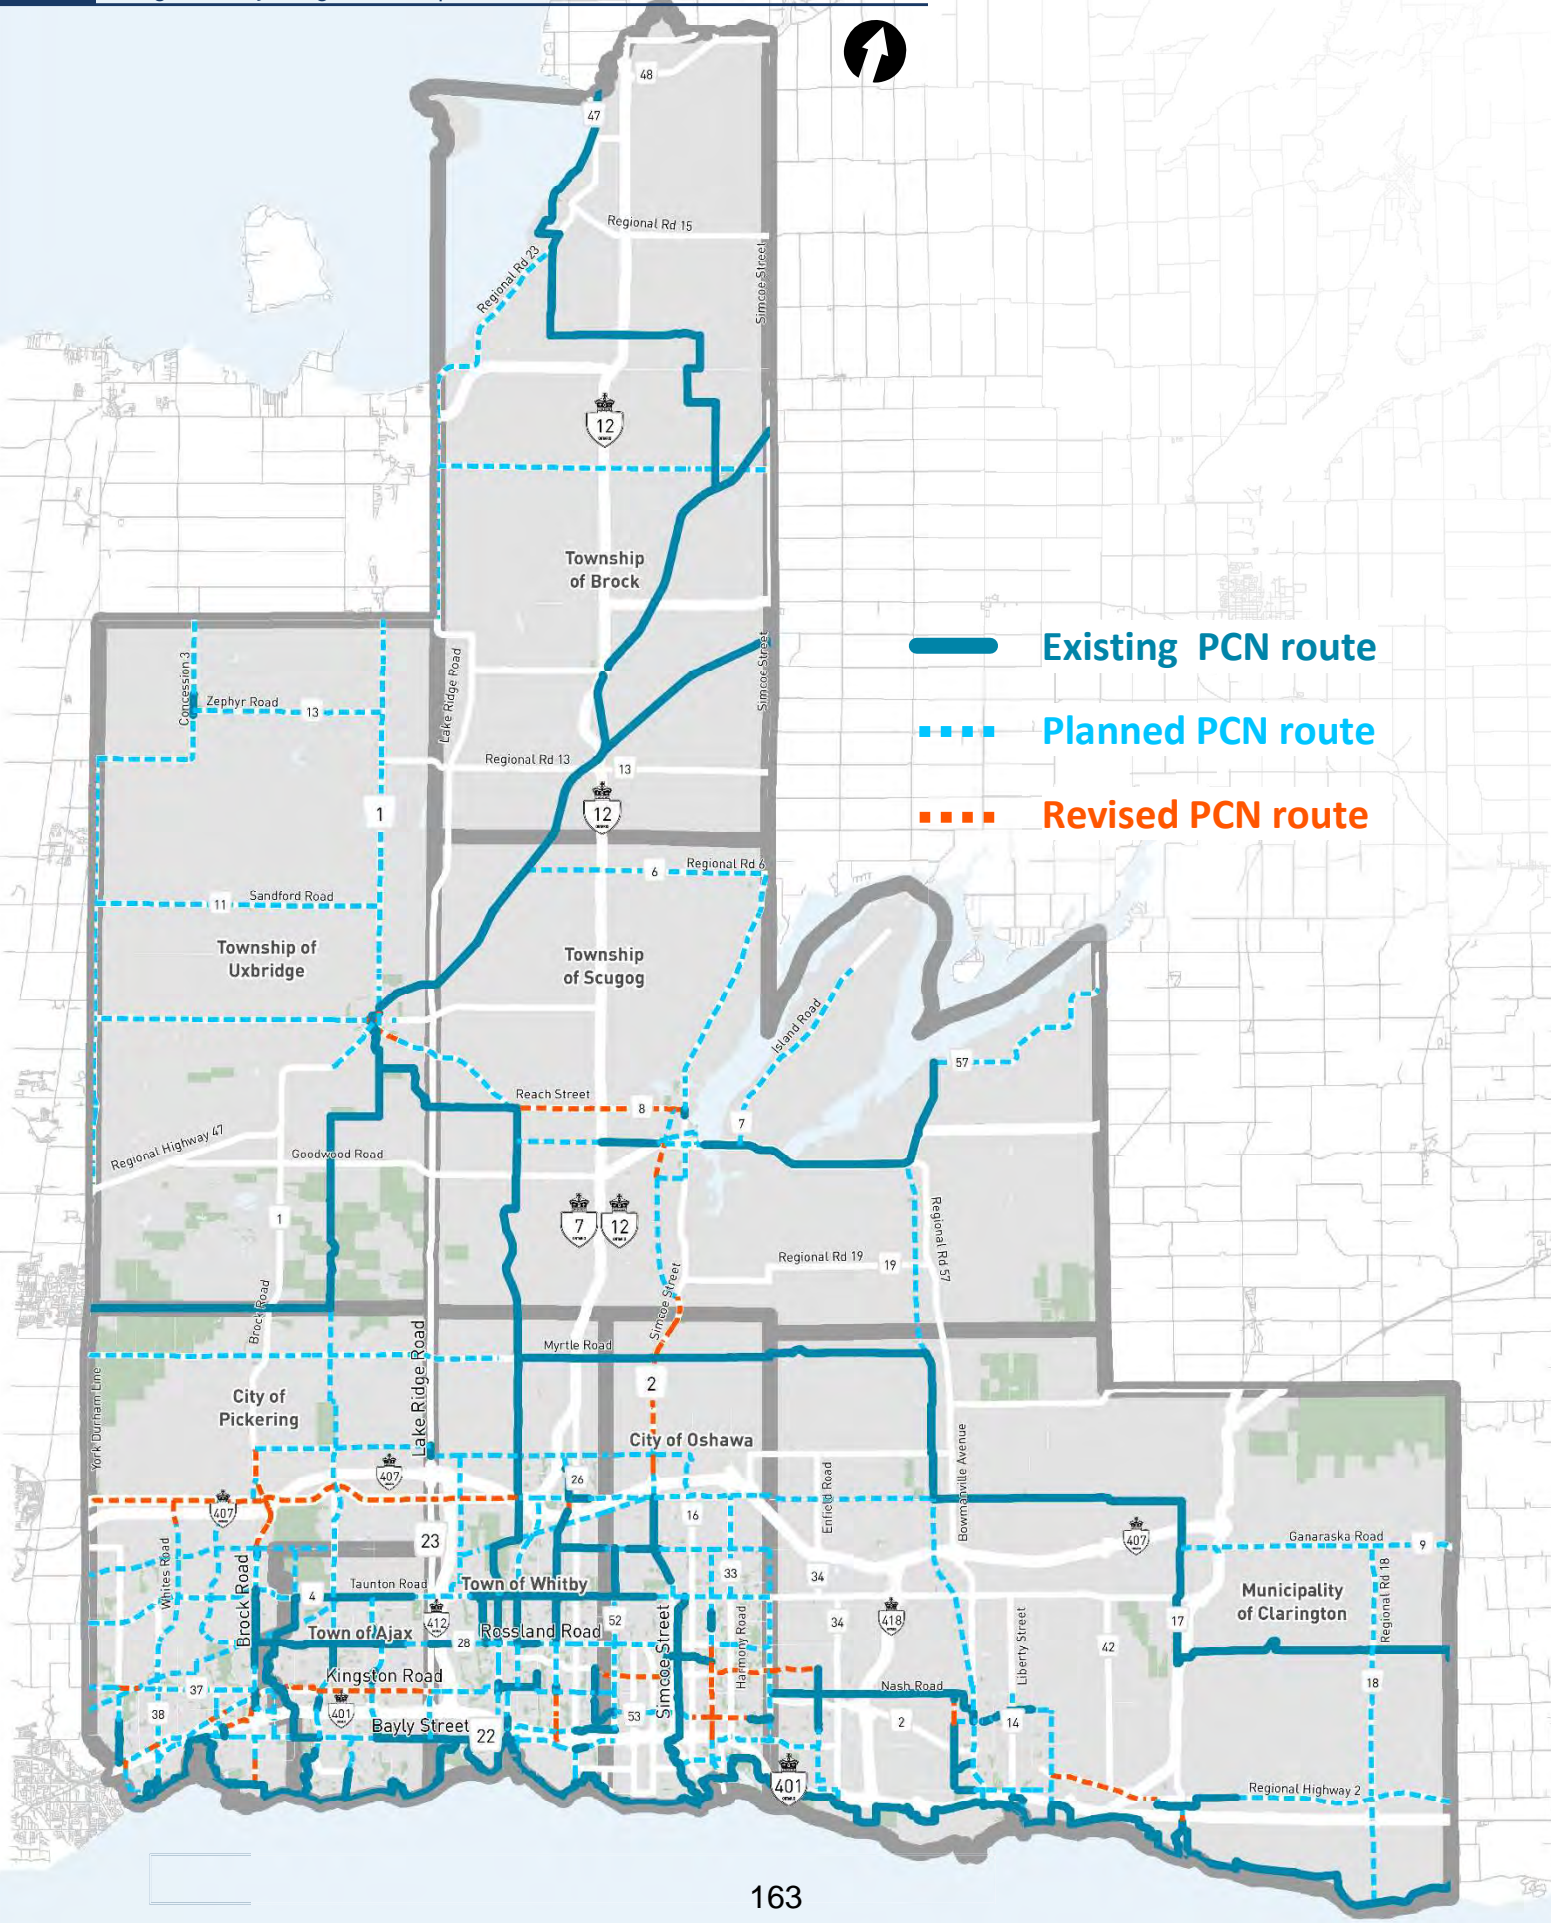 48
47
Regional Rd 15
Regional Rd 23
Simcoe Street
12
Township
of Brock
Existing PCN route
Planned PCN route
Revised PCN route
Simcoe Street
Concession 3
Zephyr Road
13
Lake Ridge Road
Regional Rd 13
13
1
12
Regional Rd 6
6
Sandford Road
11
Township of
Uxbridge
Township
of Scugog
Island Road
57
Reach Street
8
7
Regional Highway 47
Goodwood Road
1
7
12
Regional Rd 57
Regional Rd 19
19
Brock Road
Simcoe Street
Lake Ridge Road
Myrtle Road
York Durham Line
City of
Pickering
2
City of Oshawa
Bowmanville Avenue
Enfield Road
407
26
407
16
23
407
Ganaraska Road
9
Whites Road
Brock Road
Taunton Road
4
Town of Whitby
33
34
Municipality
of Clarington
Regional Rd 18
412
Town of Ajax
28
Rossland Road
52
Simcoe Street
Harmony Road
34
418
Liberty Street
42
17
Kingston Road
37
Nash Road
18
38
401
Bayly Street
22
53
2
14
401
Regional Highway 2
163